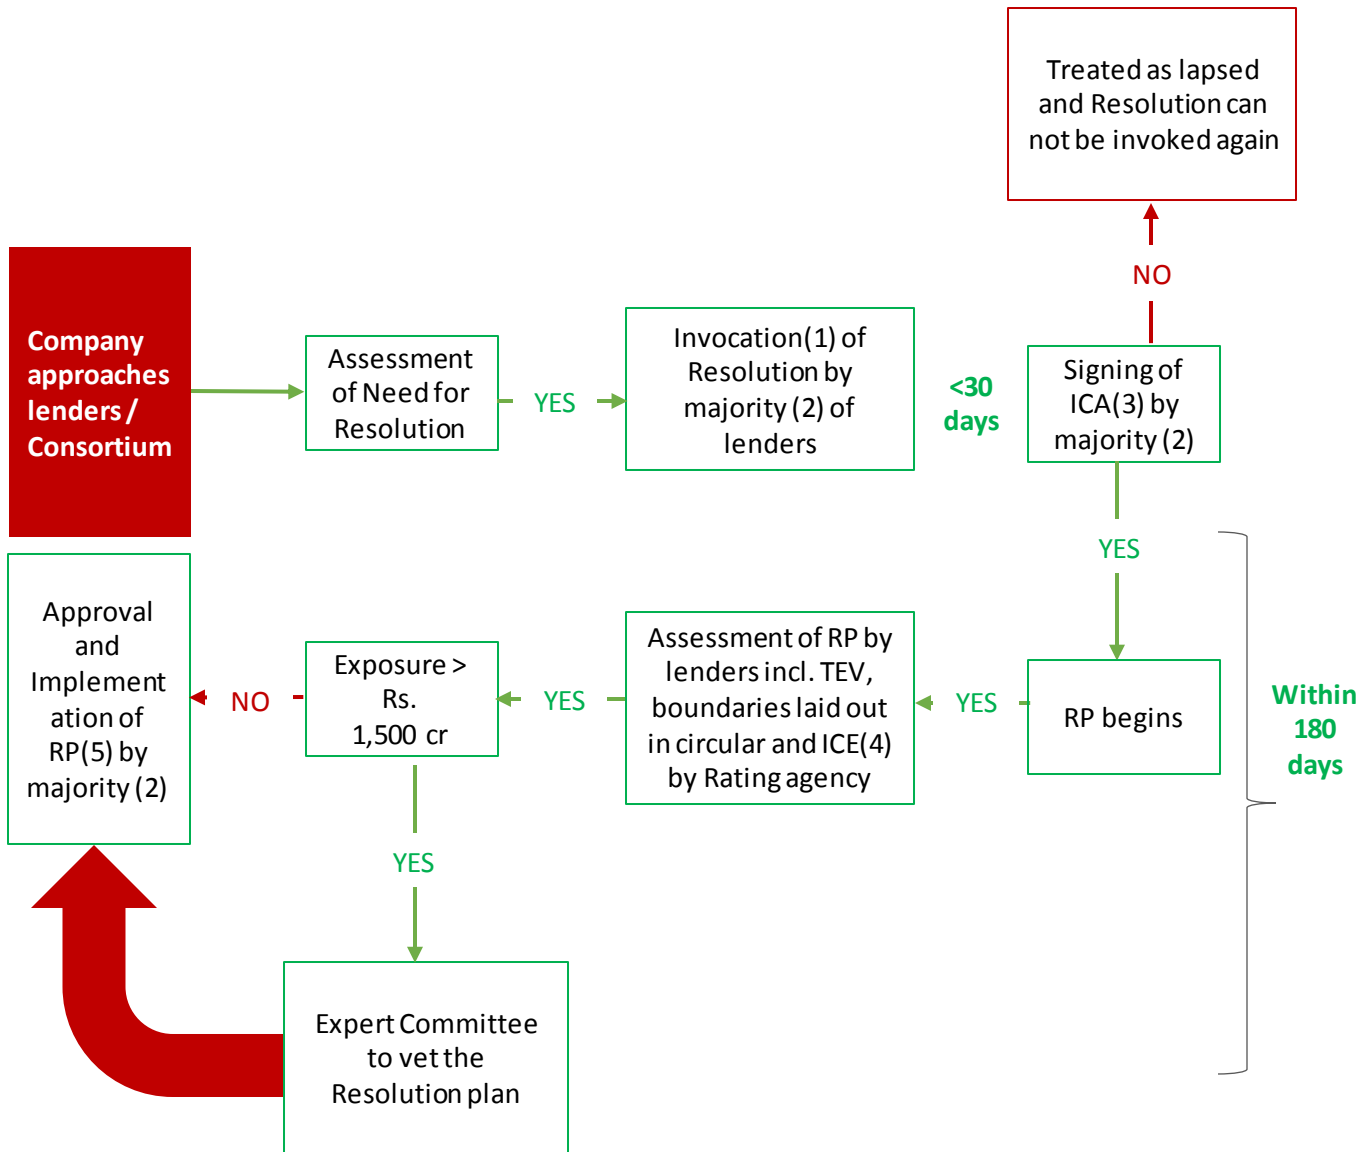 Treated as lapsed
and Resolution can
not be invoked again
NO
Company
approaches
lenders /
Consortium
Assessment
of Need for
Resolution
YES
Invocation(1) of
Resolution by
majority (2) of
lenders
<30
days
Signing of
ICA(3) by
majority (2)
YES
Approval
and
Implement
ation of
RP(5) by
majority (2)
NO
Exposure >
Rs.
1,500 cr
YES
Assessment of RP by
lenders incl. TEV,
boundaries laid out
in circular and ICE(4)
by Rating agency
YES
RP begins
Within
180
days
YES
Expert Committee
to vet the
Resolution plan